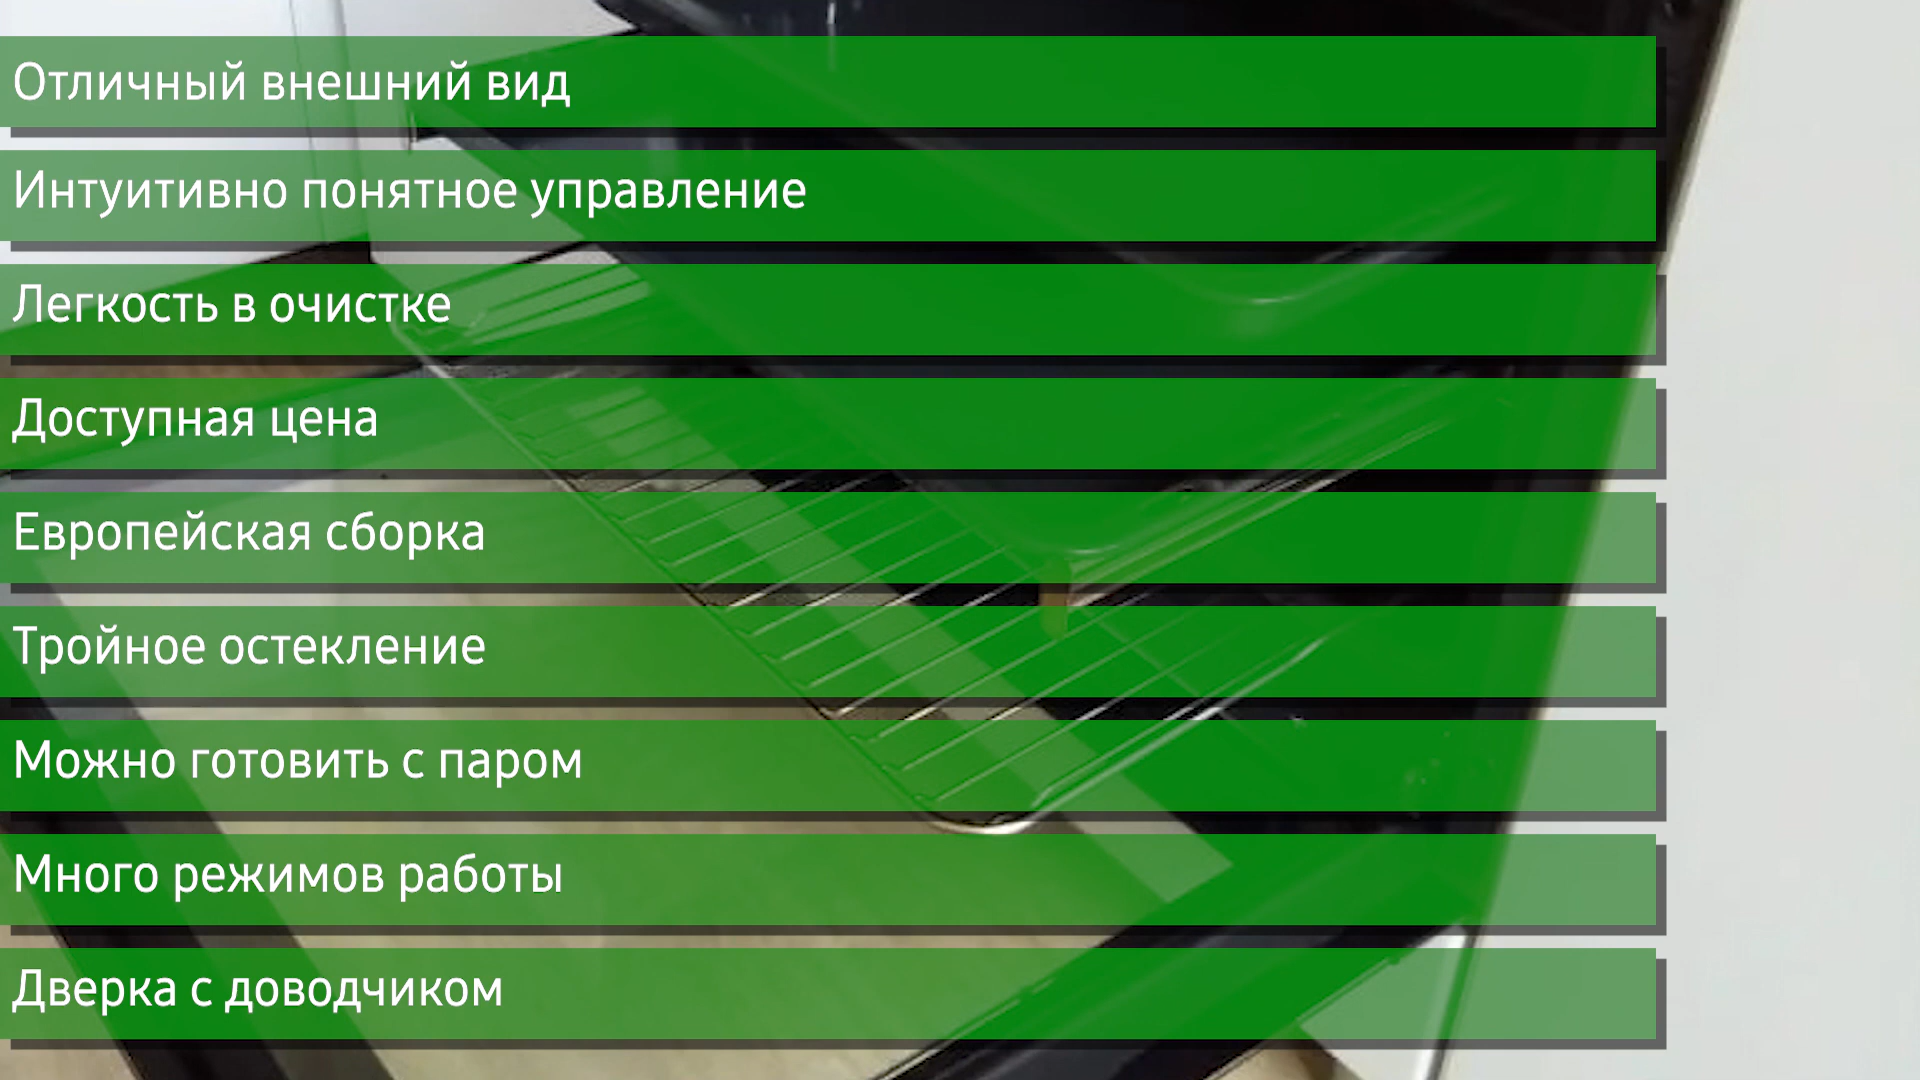 Отличный внешний вид
Интуитивно понятное управление
Легкость в очистке
Доступная цена
Европейская сборка
Тройное остекление
Можно готовить с паром
Много режимов работы
Дверка с доводчиком